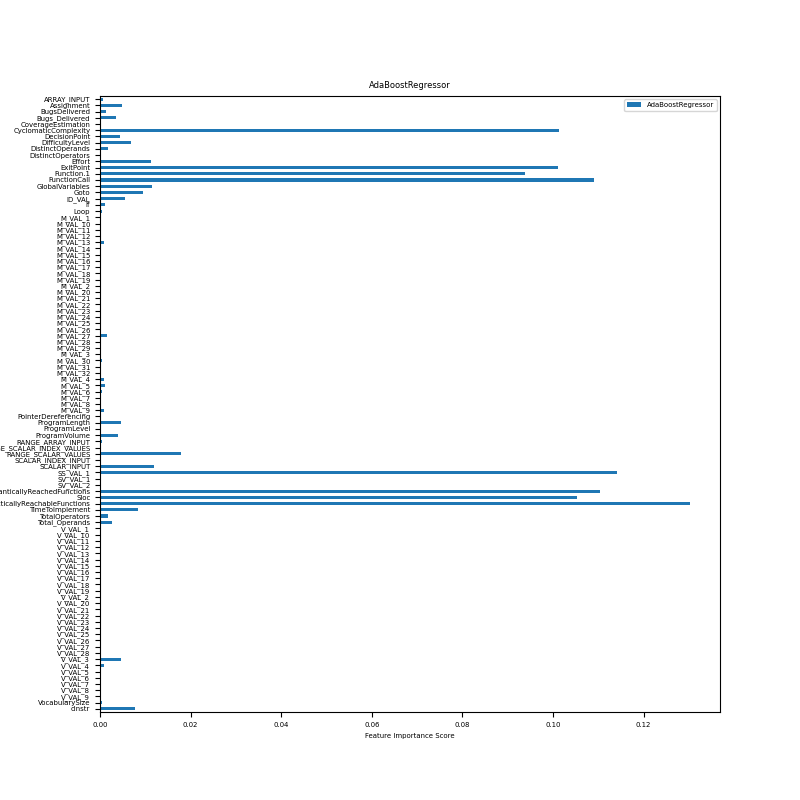 AdaBoostRegressor
AdaBoostRegressor
ARRAY_INPUT
Assignment
BugsDelivered
Bugs_Delivered
CoverageEstimation
CyclomaticComplexity
DecisionPoint
DifficultyLevel
DistinctOperands
DistinctOperators
Effort
ExitPoint
Function.1
FunctionCall
GlobalVariables
Goto
ID_VAL
If
Loop
M_VAL_1
M_VAL_10
M_VAL_11
M_VAL_12
M_VAL_13
M_VAL_14
M_VAL_15
M_VAL_16
M_VAL_17
M_VAL_18
M_VAL_19
M_VAL_2
M_VAL_20
M_VAL_21
M_VAL_22
M_VAL_23
M_VAL_24
M_VAL_25
M_VAL_26
M_VAL_27
M_VAL_28
M_VAL_29
M_VAL_3
M_VAL_30
M_VAL_31
M_VAL_32
M_VAL_4
M_VAL_5
M_VAL_6
M_VAL_7
M_VAL_8
M_VAL_9
PointerDereferencing
ProgramLength
ProgramLevel
ProgramVolume
RANGE_ARRAY_INPUT
E_SCALAR_INDEX_VALUES
RANGE_SCALAR_VALUES
SCALAR_INDEX_INPUT
SCALAR_INPUT
SS_VAL_1
SV_VAL_1
SV_VAL_2
anticallyReachedFunctions
Sloc
ticallyReachableFunctions
TimeToImplement
TotalOperators
Total_Operands
V_VAL_1
V_VAL_10
V_VAL_11
V_VAL_12
V_VAL_13
V_VAL_14
V_VAL_15
V_VAL_16
V_VAL_17
V_VAL_18
V_VAL_19
V_VAL_2
V_VAL_20
V_VAL_21
V_VAL_22
V_VAL_23
V_VAL_24
V_VAL_25
V_VAL_26
V_VAL_27
V_VAL_28
V_VAL_3
V_VAL_4
V_VAL_5
V_VAL_6
V_VAL_7
V_VAL_8
V_VAL_9
VocabularySize
cinstr
0.00 0.02 0.04 0.06 0.08 0.10 0.12
Feature Importance Score